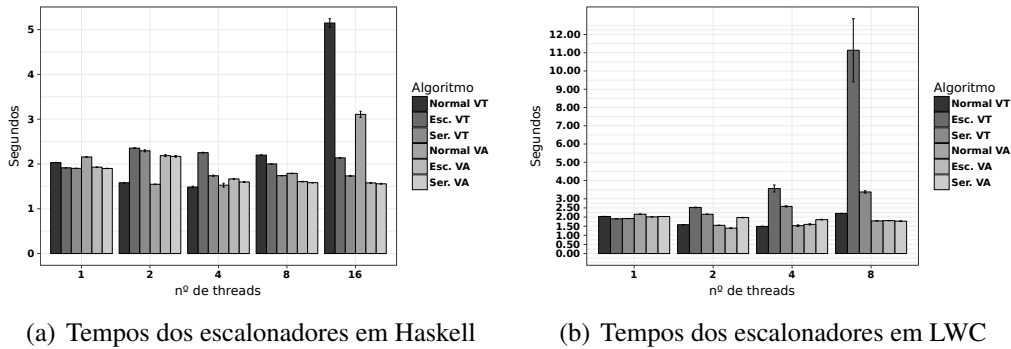 5
4
3
2
1
0
Segundos
1
2
4
8
16
nº de threads
Algoritmo
Normal VT
Esc. VT
Ser. VT
Normal VA
Esc. VA
Ser. VA
(a) Tempos dos escalonadores em Haskell
12.00
11.00
10.00
9.00
8.00
7.00
6.00
5.00
4.00
3.00
2.50
2.00
1.50
1.00
0.50
0.00
Segundos
1
2
4
8
nº de threads
Algoritmo
Normal VT
Esc. VT
Ser. VT
Normal VA
Esc. VA
Ser. VA
(b) Tempos dos escalonadores em LWC